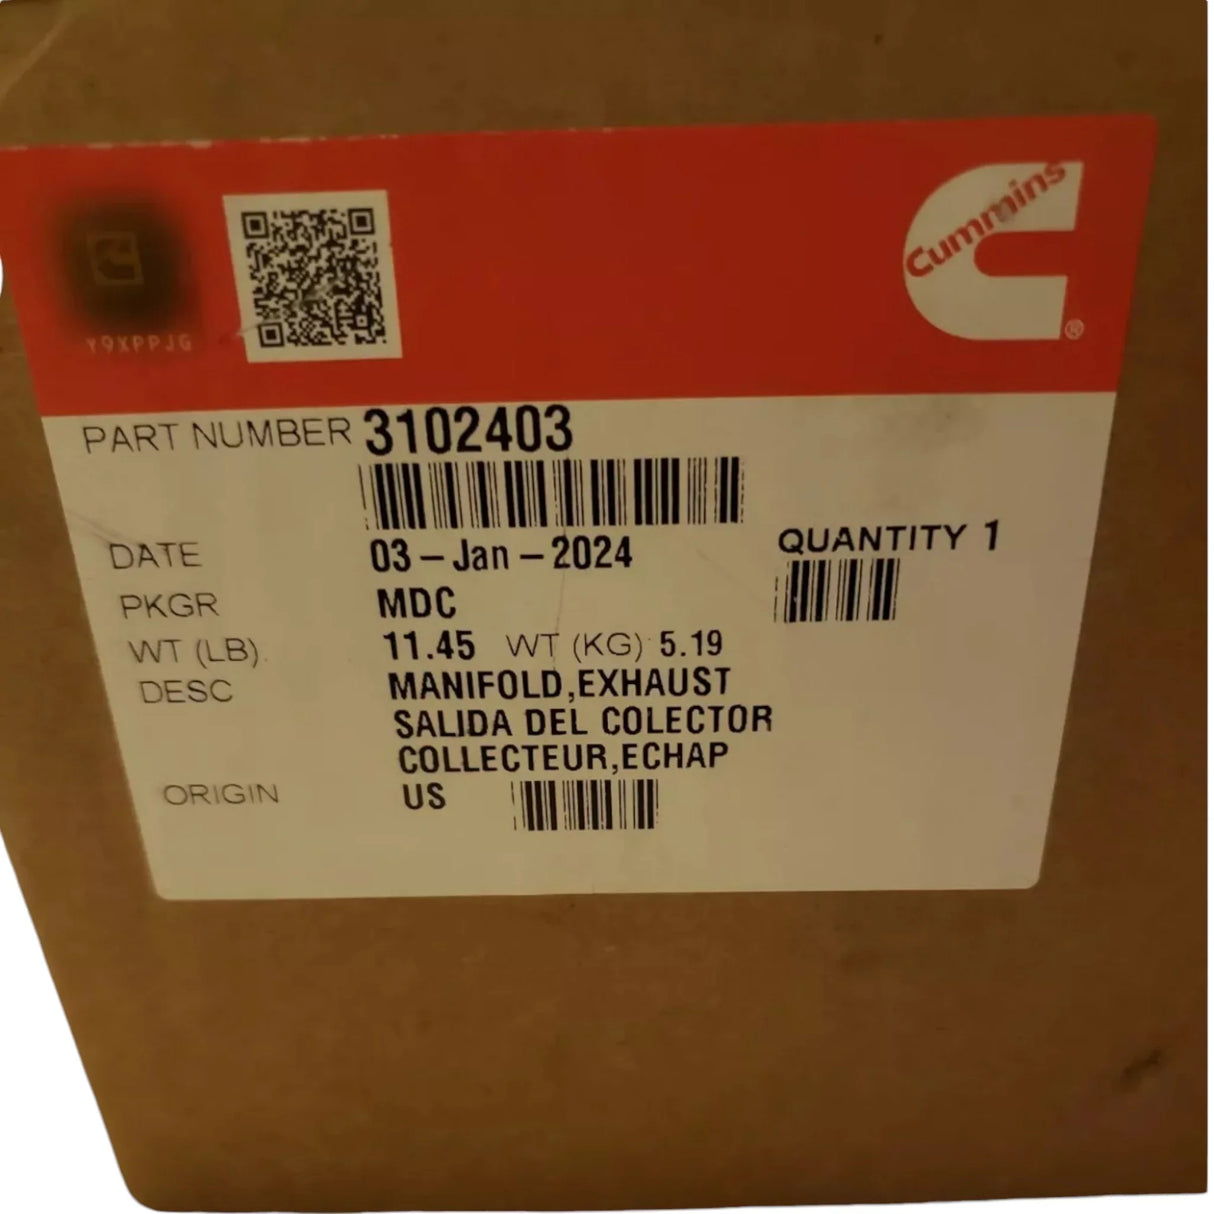 Cummins
®
Y9XPPJG
PART NUMBER 3102403
DATE 03-Jan-2024 QUANTITY 1
PKGR MDC
WT (LB). 11.45 WT (KG) 5.19
DESC MANIFOLD,EXHAUST
SALIDA DEL COLECTOR
COLLECTEUR,ECHAP
ORIGIN US